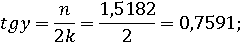 tgy = n/2k = 1,5182/2 = 0,7591;